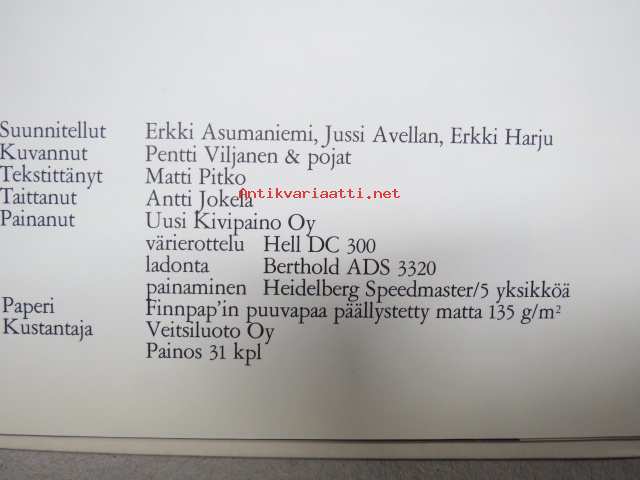 Suunnitellut Erkki Asumaniemi, Jussi Avellan, Erkki Harju
Kuvannut Pentti Viljanen & pojat
Tekstittänyt Matti Pitko
Antikvariaatti.net
Taittanut Antti Jokela
Painanut Uusi Kivipaino Oy
värierottelu Hell DC 300
ladonta Berthold ADS 3320
painaminen Heidelberg Speedmaster/5 yksikköä
Paperi Finnpap'in puuvapaa päällystetty matta 135 g/m²
Kustantaja Veitsiluoto Oy
Painos 31 kpl